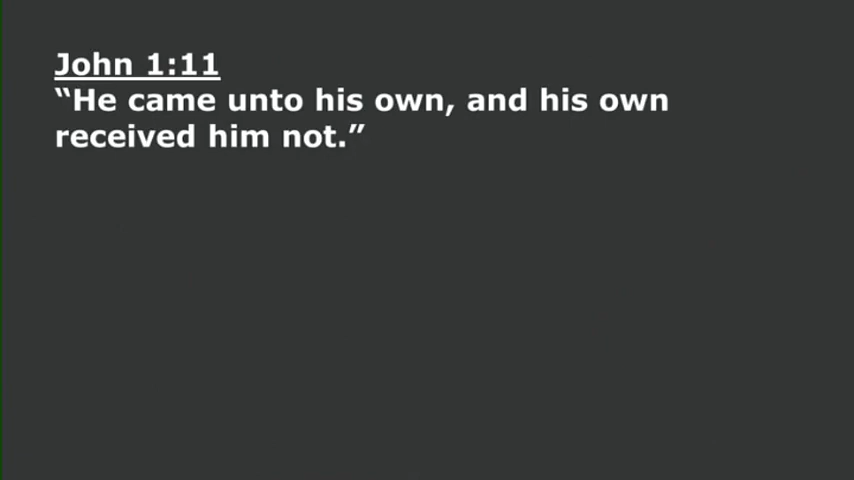 John 1:11
“He came unto his own, and his own
received him not.”